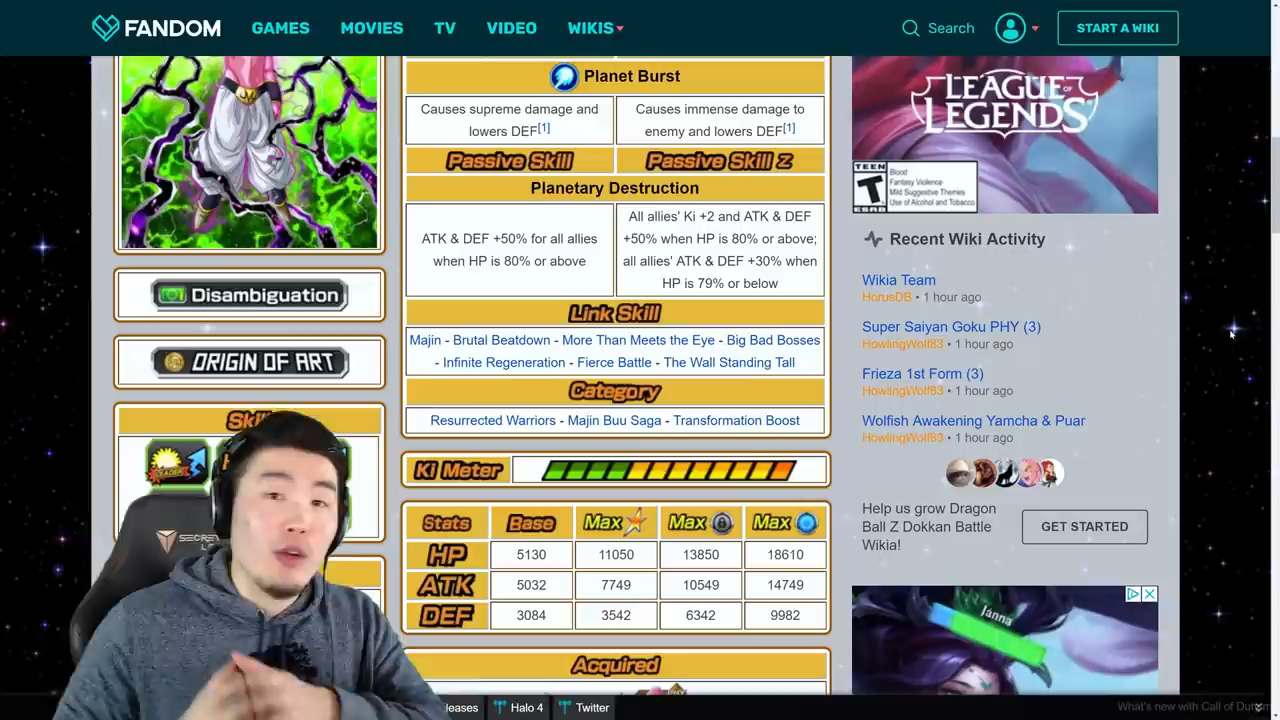 FANDOM
GAMES
MOVIES
TV
VIDEO
WIKIS
Search
START A WIKI
Planet Burst
Causes supreme damage and
lowers DEF[1]
Causes immense damage to
enemy and lowers DEF[1]
Passive Skill
Passive Skill Z
Planetary Destruction
ATK & DEF +50% for all allies
when HP is 80% or above
All allies' Ki +2 and ATK & DEF
+50% when HP is 80% or above;
all allies' ATK & DEF +30% when
HP is 79% or below
Link Skill
Majin - Brutal Beatdown - More Than Meets the Eye - Big Bad Bosses
- Infinite Regeneration - Fierce Battle - The Wall Standing Tall
Category
Resurrected Warriors - Majin Buu Saga - Transformation Boost
Ki Meter
Stats Base Max Max Max
HP 5130 11050 13850 18610
ATK 5032 7749 10549 14749
DEF 3084 3542 6342 9982
Acquired
Disambiguation
ORIGIN OF ART
LEADER
LEAGUE OF
LEGENDS
TEEN
T
ESRB
Blood
Fantasy Violence
Mild Suggestive Themes
Use of Alcohol and Tobacco
Recent Wiki Activity
Wikia Team
HorusDB • 1 hour ago
Super Saiyan Goku PHY (3)
HowlingWolf83 • 1 hour ago
Frieza 1st Form (3)
HowlingWolf83 • 1 hour ago
Wolfish Awakening Yamcha & Puar
HowlingWolf83 • 1 hour ago
Help us grow Dragon
Ball Z Dokkan Battle
Wikia!
GET STARTED
Janna
eleases
Halo 4
Twitter
What's new with Call of Du